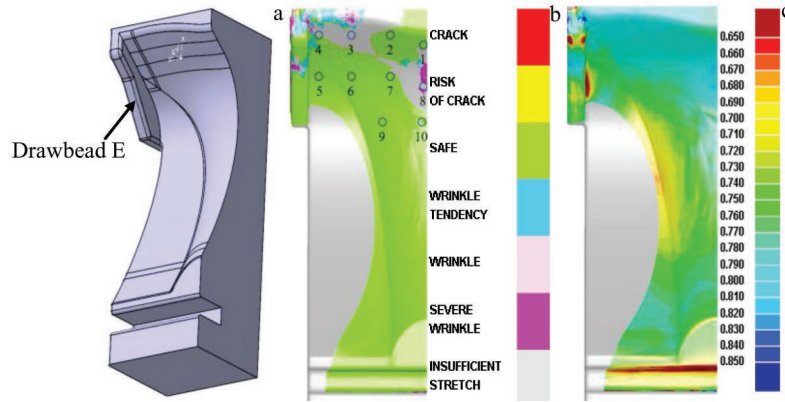 Drawbead E
a
4
3
2
1
5
6
7
8
9
10
CRACK
RISK
OF CRACK
SAFE
WRINKLE
TENDENCY
WRINKLE
SEVERE
WRINKLE
INSUFFICIENT
STRETCH
b
c
0.650
0.660
0.670
0.680
0.690
0.700
0.710
0.720
0.730
0.740
0.750
0.760
0.770
0.780
0.790
0.800
0.810
0.820
0.830
0.840
0.850